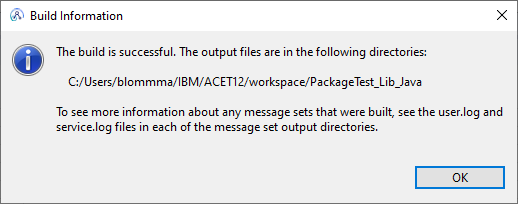 Build Information
The build is successful. The output files are in the following directories:
C:/Users/blommma/IBM/ACET12/workspace/PackageTest_Lib_Java
To see more information about any message sets that were built, see the user.log and
service.log files in each of the message set output directories.
OK